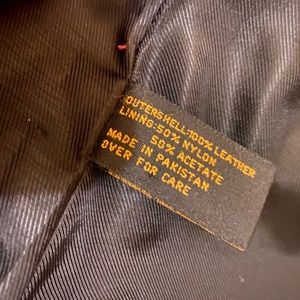 OUTERSHELL:100% LEATHER
LINING:50% NYLON
50% ACETATE
MADE IN PAKISTAN
OVER FOR CARE